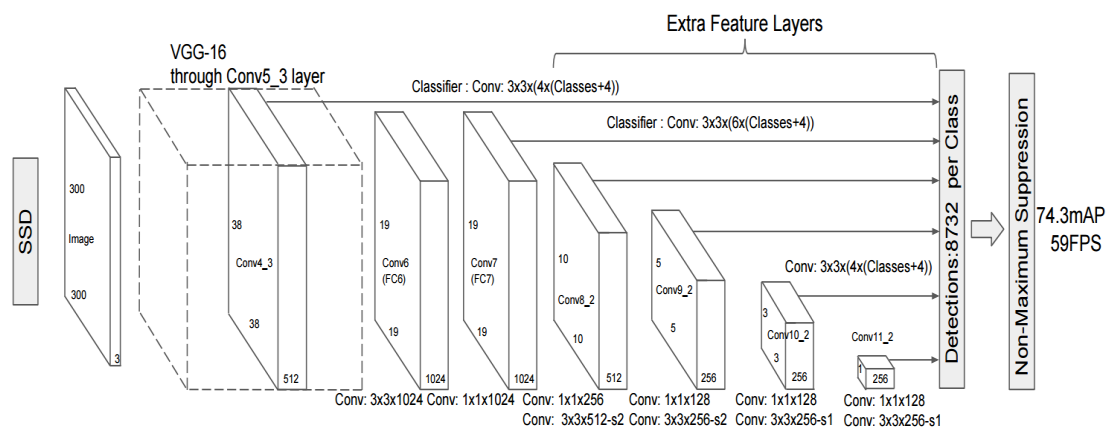 Extra Feature Layers
VGG-16
through Conv5_3 layer
Classifier : Conv: 3x3x(4x(Classes+4))
Classifier : Conv: 3x3x(6x(Classes+4))
SSD
300
Image
300
3
38
Conv4_3
38
512
19
Conv6
(FC6)
19
1024
19
Conv7
(FC7)
19
1024
10
Conv8_2
10
512
5
Conv9_2
5
256
Conv: 3x3x(4x(Classes+4))
3
Conv10_2
3
256
Conv11_2
1
256
Detections:8732 per Class
Non-Maximum Suppression
74.3mAP
59FPS
Conv: 3x3x1024
Conv: 1x1x1024
Conv: 1x1x256
Conv: 3x3x512-s2
Conv: 1x1x128
Conv: 3x3x256-s2
Conv: 1x1x128
Conv: 3x3x256-s1
Conv: 1x1x128
Conv: 3x3x256-s1